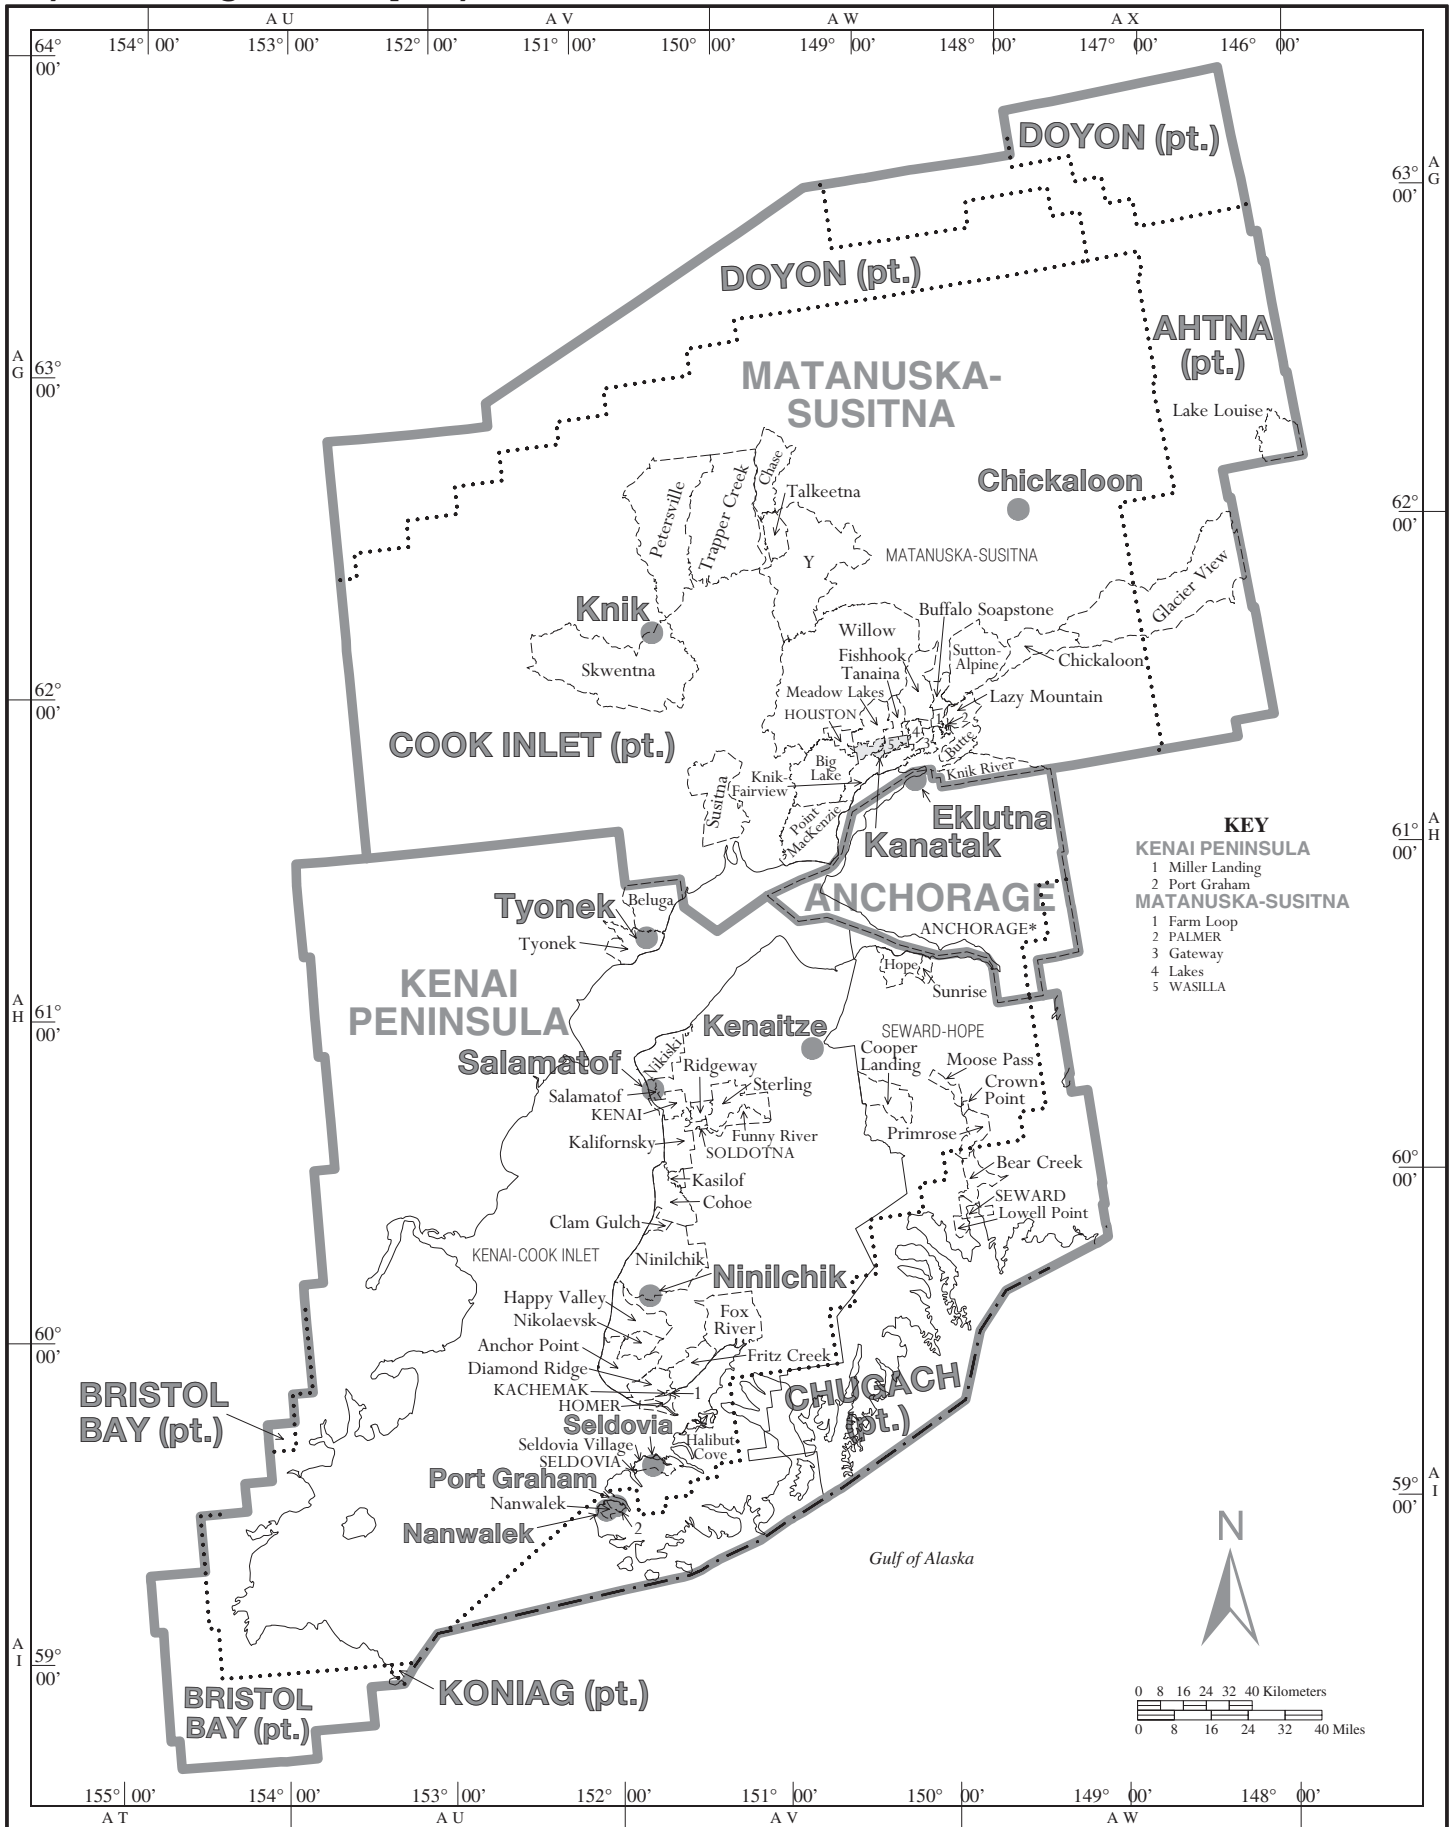 A U
A V
A W
A X
154° 00'
153° 00'
152° 00'
151° 00'
150° 00'
149° 00'
148° 00'
147° 00'
146° 00'
64°
00'
DOYON (pt.)
63°
00'
A
G
DOYON (pt.)
AHTNA
(pt.)
A
G
63°
00'
MATANUSKA-
SUSITNA
Lake Louise
Chase
Chickaloon
Talkeetna
Petersville
Trapper Creek
62°
00'
Y
MATANUSKA-SUSITNA
Glacier View
Knik
Buffalo Soapstone
Willow
Skwentna
Fishhook
Sutton-
Alpine
Chickaloon
Tanaina
62°
00'
Meadow Lakes
Lazy Mountain
HOUSTON
1
2
4
3
5
Butte
COOK INLET (pt.)
Big
Lake
Knik River
Knik-
Fairview
Susitna
Point
MacKenzie
Eklutna
Kanatak
61°
00'
A
H
KEY
KENAI PENINSULA
1 Miller Landing
2 Port Graham
MATANUSKA-SUSITNA
1 Farm Loop
2 PALMER
3 Gateway
4 Lakes
5 WASILLA
ANCHORAGE
Beluga
Tyonek
ANCHORAGE*
Tyonek
Hope
Sunrise
KENAI
PENINSULA
A
H
61°
00'
Kenaitze
SEWARD-HOPE
Nikiski
Salamatof
Ridgeway
Cooper
Landing
Moose Pass
Sterling
Crown
Point
Salamatof
KENAI
Funny River
Primrose
Kalifornsky
SOLDOTNA
Bear Creek
60°
00'
Kasilof
Cohoe
SEWARD
Lowell Point
Clam Gulch
KENAI-COOK INLET
Ninilchik
Ninilchik
Happy Valley
Fox
River
Nikolaevsk
60°
00'
Anchor Point
Fritz Creek
Diamond Ridge
KACHEMAK
1
CHUGACH
(pt.)
HOMER
BRISTOL
BAY (pt.)
Seldovia
Seldovia Village
Halibut
Cove
SELDOVIA
Port Graham
Nanwalek
59°
00'
A
I
Nanwalek
2
Gulf of Alaska
N
A
I
59°
00'
KONIAG (pt.)
BRISTOL
BAY (pt.)
0 8 16 24 32 40 Kilometers
0 8 16 24 32 40 Miles
155° 00'
154° 00'
153° 00'
152° 00'
151° 00'
150° 00'
149° 00'
148° 00'
A T
A U
A V
A W